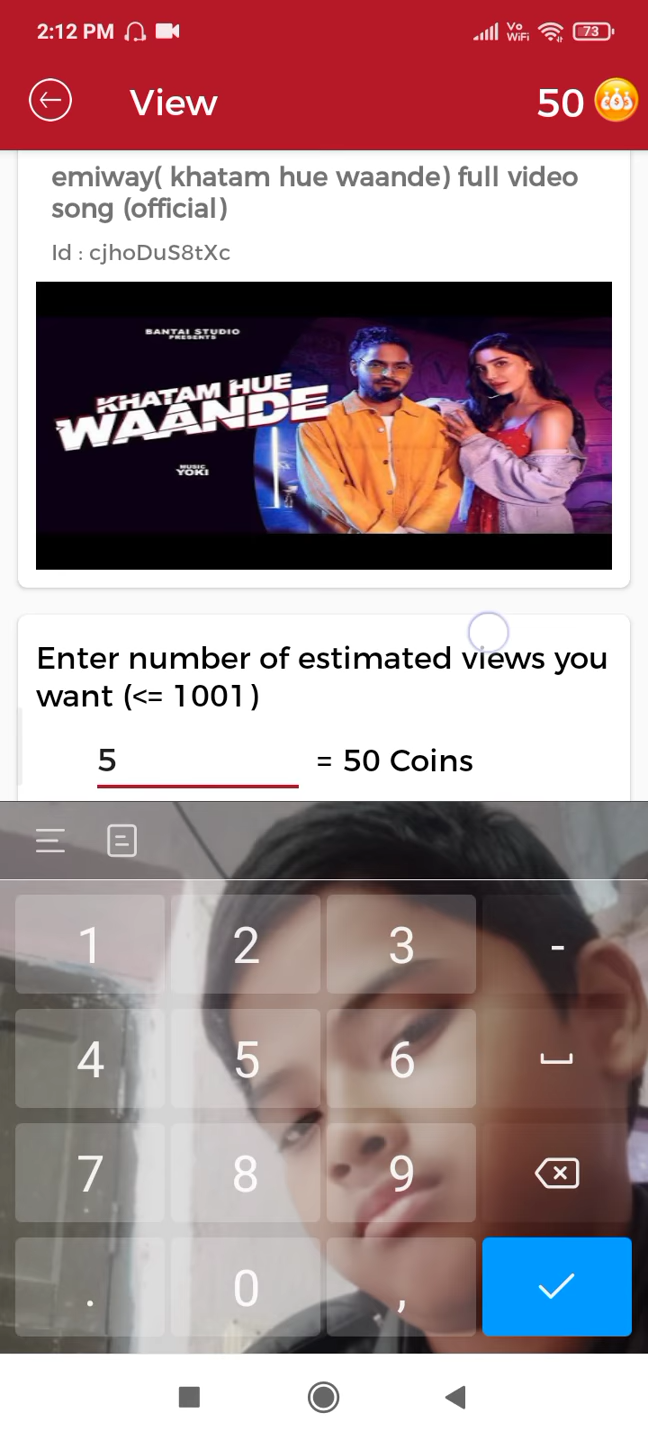 2:12 PM
Vo
WiFi
73
View
50
emiway( khatam hue waande) full video
song (official)
Id : cjhoDuS8tXc
BANTAI STUDIO
PRESENTS
KHATAM HUE
WAANDE
MUSIC
YOKI
Enter number of estimated views you
want (<= 1001)
5 = 50 Coins
1 2 3 -
4 5 6
7 8 9
. 0 ,